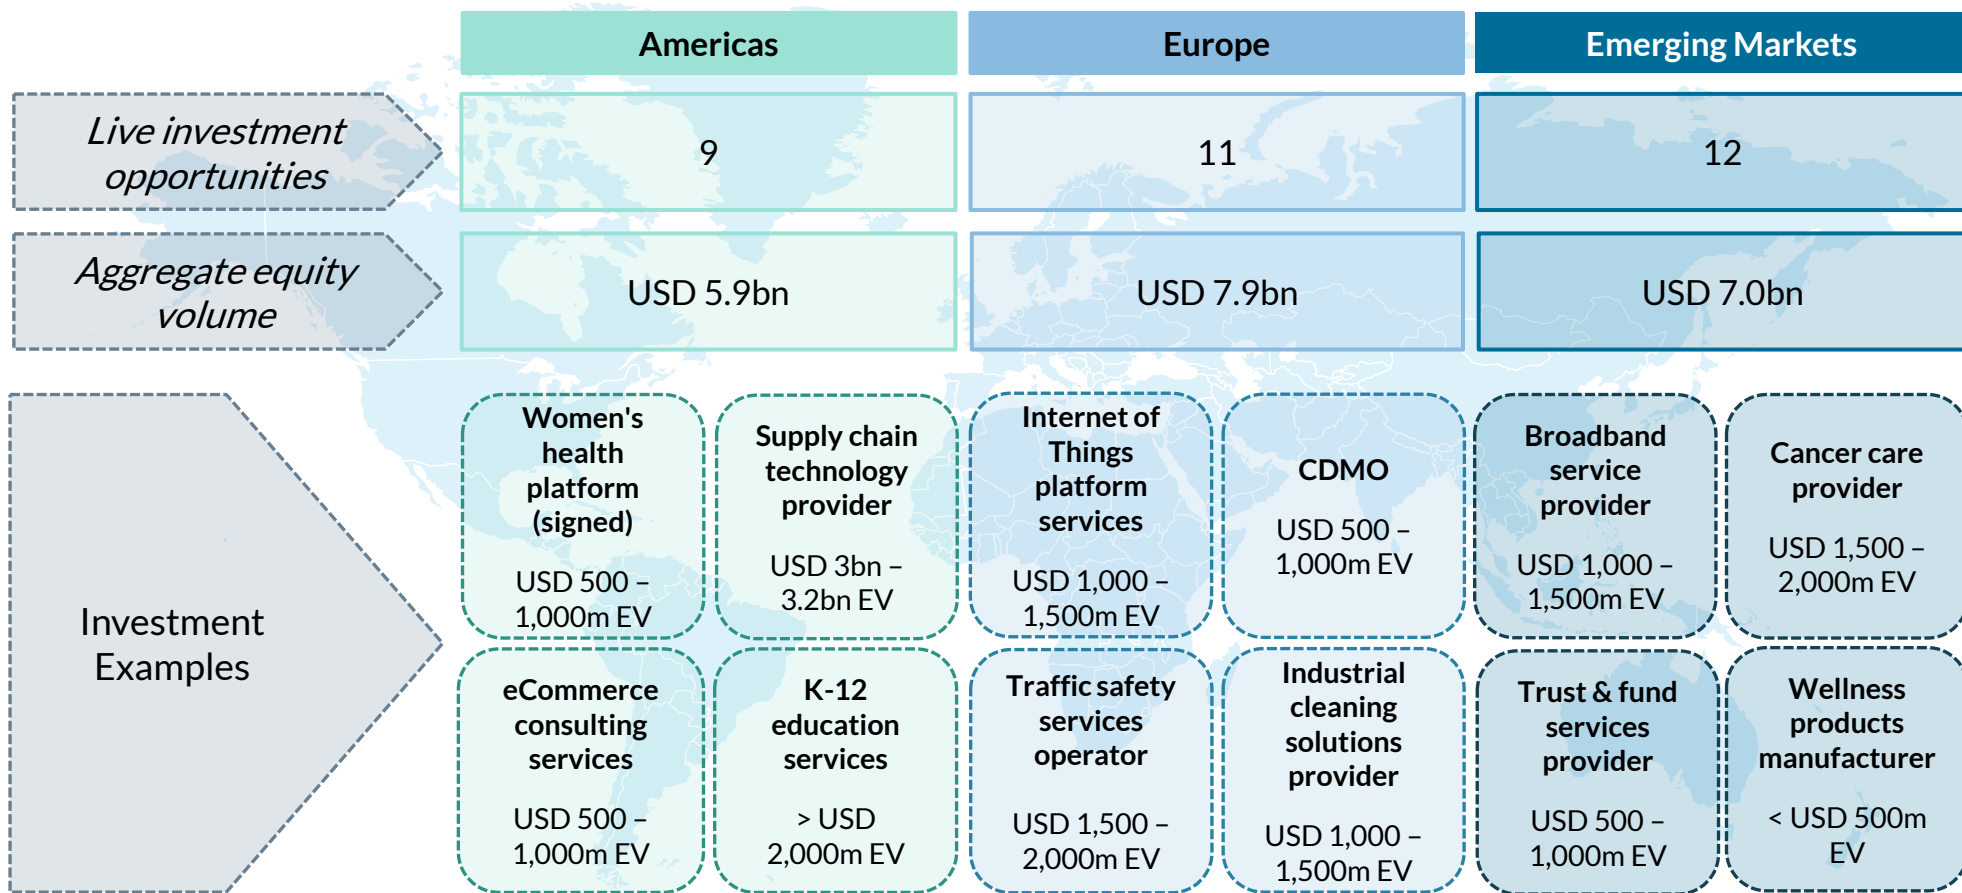 Americas
Europe
Emerging Markets
Live investment
opportunities
9
11
12
Aggregate equity
volume
USD 5.9bn
USD 7.9bn
USD 7.0bn
Investment
Examples
Women's
health
platform
(signed)
USD 500 –
1,000m EV
Supply chain
technology
provider
USD 3bn –
3.2bn EV
Internet of
Things
platform
services
USD 1,000 –
1,500m EV
CDMO
USD 500 –
1,000m EV
Broadband
service
provider
USD 1,000 –
1,500m EV
Cancer care
provider
USD 1,500 –
2,000m EV
eCommerce
consulting
services
USD 500 –
1,000m EV
K-12
education
services
> USD
2,000m EV
Traffic safety
services
operator
USD 1,500 –
2,000m EV
Industrial
cleaning
solutions
provider
USD 1,000 –
1,500m EV
Trust & fund
services
provider
USD 500 –
1,000m EV
Wellness
products
manufacturer
< USD 500m
EV